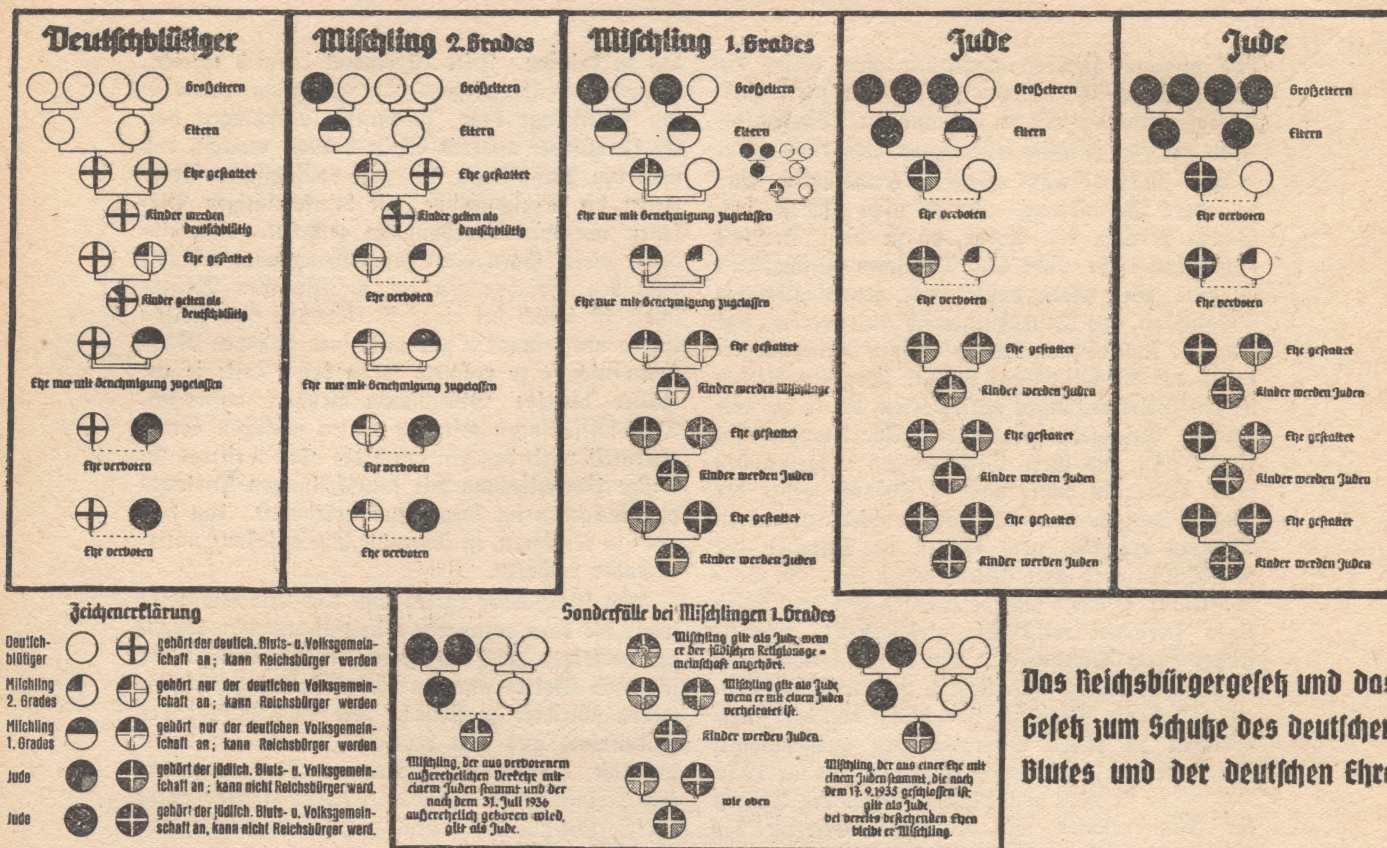 Deutschblütiger
Großeltern
Eltern
Ehe gestattet
Kinder werden
deutschblütig
Ehe gestattet
Kinder gelten als
deutschblütig
Ehe nur mit Genehmigung zugelassen
Ehe verboten
Ehe verboten
Mischling 2. Grades
Großeltern
Eltern
Ehe gestattet
Kinder gelten als
deutschblütig
Ehe verboten
Ehe nur mit Genehmigung zugelassen
Ehe verboten
Ehe verboten
Mischling 1. Grades
Großeltern
Eltern
Ehe nur mit Genehmigung zugelassen
Ehe nur mit Genehmigung zugelassen
Ehe gestattet
Kinder werden Mischlinge
Ehe gestattet
Kinder werden Juden
Ehe gestattet
Kinder werden Juden
Jude
Großeltern
Eltern
Ehe verboten
Ehe verboten
Ehe gestattet
Kinder werden Juden
Ehe gestattet
Kinder werden Juden
Ehe gestattet
Kinder werden Juden
Jude
Großeltern
Eltern
Ehe verboten
Ehe verboten
Ehe gestattet
Kinder werden Juden
Ehe gestattet
Kinder werden Juden
Ehe gestattet
Kinder werden Juden
Zeichenerklärung
Deutsch-
blütiger
gehört der deutsch. Bluts- u. Volksgemein-
schaft an; kann Reichsbürger werden
Mischling
2. Grades
gehört nur der deutschen Volksgemein-
schaft an; kann Reichsbürger werden
Mischling
1. Grades
gehört nur der deutschen Volksgemein-
schaft an; kann Reichsbürger werden
Jude
gehört der jüdisch. Bluts- u. Volksgemein-
schaft an; kann nicht Reichsbürger werd.
Jude
gehört der jüdisch. Bluts- u. Volksgemein-
schaft an, kann nicht Reichsbürger werd.
Sonderfälle bei Mischlingen 1. Grades
Mischling, der aus verbotenem
außerehelichen Verkehr mit
einem Juden stammt und der
nach dem 31. Juli 1936
außerehelich geboren wird,
gilt als Jude.
Mischling gilt als Jude, wenn
er der jüdischen Religionsge-
meinschaft angehört.
Mischling gilt als Jude
wenn er mit einem Juden
verheiratet ist.
Kinder werden Juden.
wie oben
Mischling, der aus einer Ehe mit
einem Juden stammt, die nach
dem 17. 9. 1935 geschlossen ist,
gilt als Jude,
bei bereits bestehenden Ehen
bleibt er Mischling.
Das Reichsbürgergesetz und das
Gesetz zum Schutze des deutschen
Blutes und der deutschen Ehre